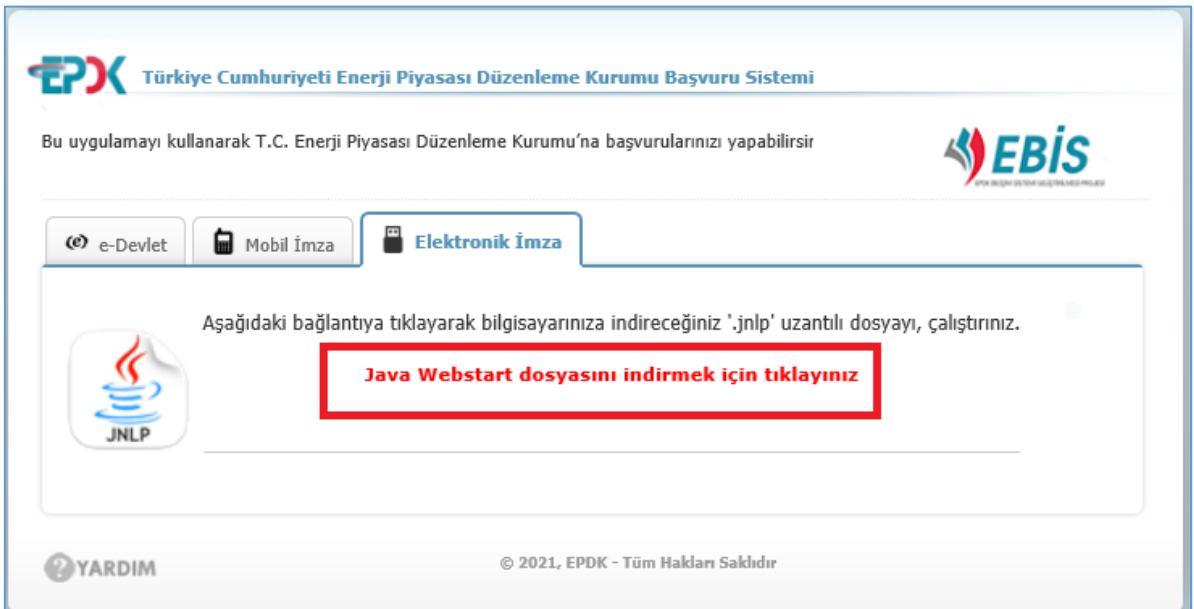 EPDK
Türkiye Cumhuriyeti Enerji Piyasası Düzenleme Kurumu Başvuru Sistemi
Bu uygulamayı kullanarak T.C. Enerji Piyasası Düzenleme Kurumu'na başvurularınızı yapabilirsir
EBİS
e-Devlet
Mobil İmza
Elektronik İmza
Aşağıdaki bağlantıya tıklayarak bilgisayarınıza indireceğiniz '.jnlp' uzantılı dosyayı, çalıştırınız.
Java Webstart dosyasını indirmek için tıklayınız
JNLP
? YARDIM
© 2021, EPDK - Tüm Hakları Saklıdır